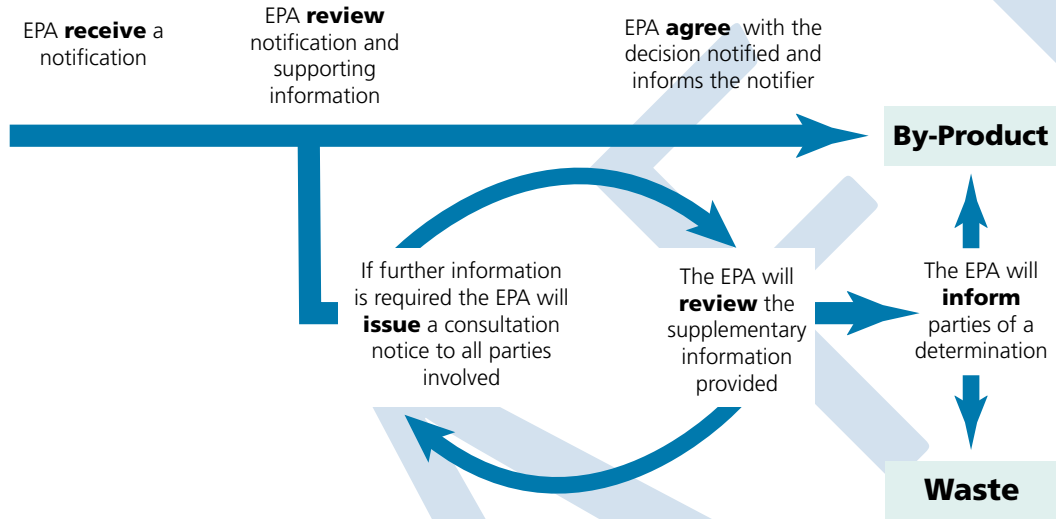 EPA receive a
notification
EPA review
notification and
supporting
information
EPA agree with the
decision notified and
informs the notifier
By-Product
If further information
is required the EPA will
issue a consultation
notice to all parties
involved
The EPA will
review the
supplementary
information
provided
The EPA will
inform
parties of a
determination
Waste